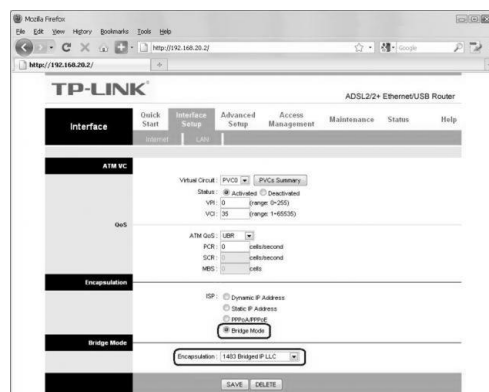 Mozilla Firefox
File Edit View History Bookmarks Tools Help
http://192.168.20.2/
Google
http://192.168.20.2/
TP-LINK
ADSL2/2+ Ethernet/USB Router
Interface
Quick Start
Interface Setup
Advanced Setup
Access Management
Maintenance
Status
Help
Internet LAN
ATM VC
Virtual Circuit : PVC0 PVCs Summary
Status : Activated Deactivated
VPI : 0 (range: 0~255)
VCI : 35 (range: 1~65535)
QoS
ATM QoS : UBR
PCR : 0 cells/second
SCR : 0 cells/second
MBS : 0 cells
Encapsulation
ISP : Dynamic IP Address
Static IP Address
PPPoA/PPPoE
Bridge Mode
Bridge Mode
Encapsulation : 1483 Bridged IP LLC
SAVE DELETE